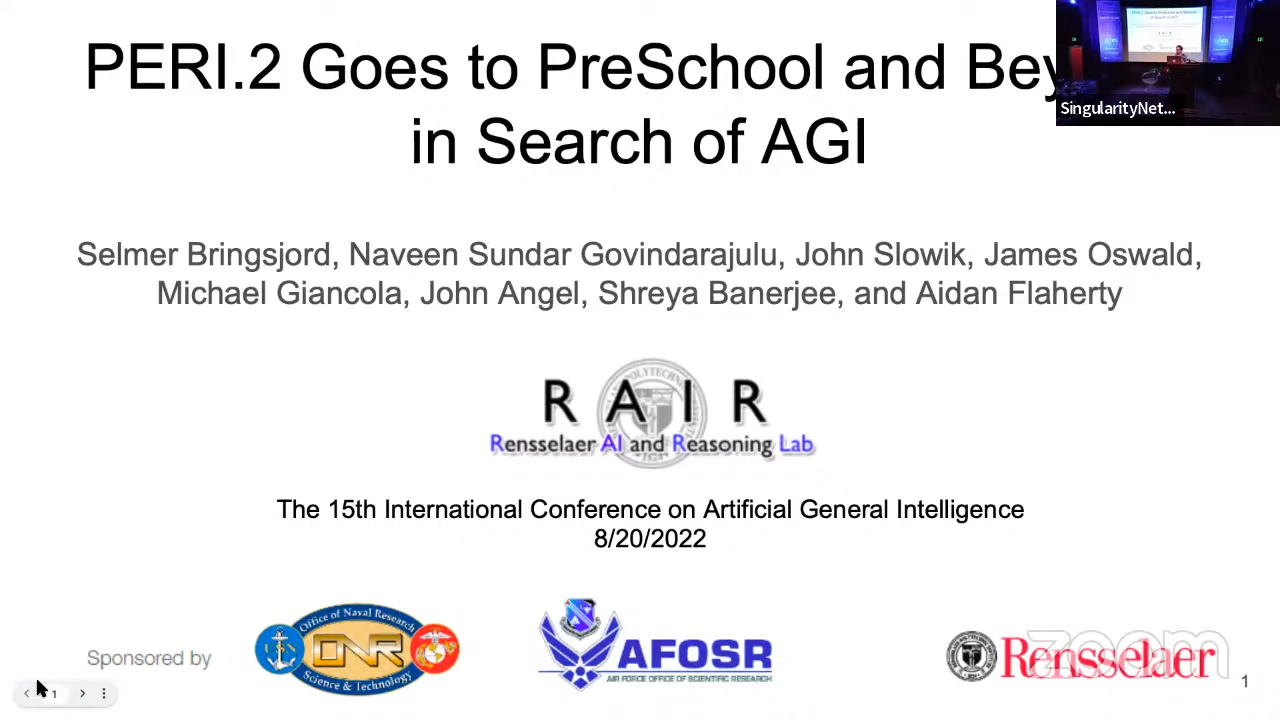 PERI.2 Goes to PreSchool and Bey
in Search of AGI
SingularityNet...
Selmer Bringsjord, Naveen Sundar Govindarajulu, John Slowik, James Oswald,
Michael Giancola, John Angel, Shreya Banerjee, and Aidan Flaherty
R A I R
Rensselaer AI and Reasoning Lab
The 15th International Conference on Artificial General Intelligence
8/20/2022
Sponsored by
Office of Naval Research
ONR
Science & Technology
AFOSR
AIR FORCE OFFICE OF SCIENTIFIC RESEARCH
Rensselaer
zoom
1
1